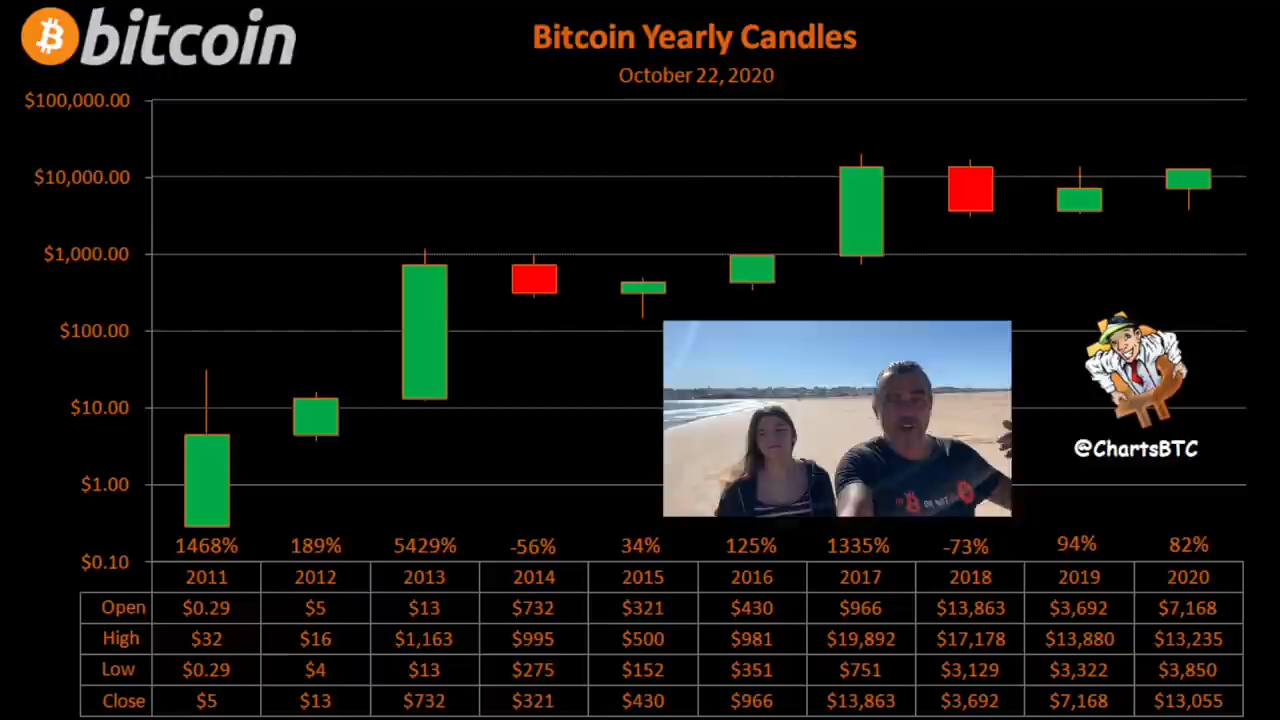 bitcoin
Bitcoin Yearly Candles
October 22, 2020
$100,000.00
$10,000.00
$1,000.00
$100.00
$10.00
$1.00
$0.10
@ChartsBTC
OR NOT
1468% 189% 5429% -56% 34% 125% 1335% -73% 94% 82%
2011 2012 2013 2014 2015 2016 2017 2018 2019 2020
Open $0.29 $5 $13 $732 $321 $430 $966 $13,863 $3,692 $7,168
High $32 $16 $1,163 $995 $500 $981 $19,892 $17,178 $13,880 $13,235
Low $0.29 $4 $13 $275 $152 $351 $751 $3,129 $3,322 $3,850
Close $5 $13 $732 $321 $430 $966 $13,863 $3,692 $7,168 $13,055